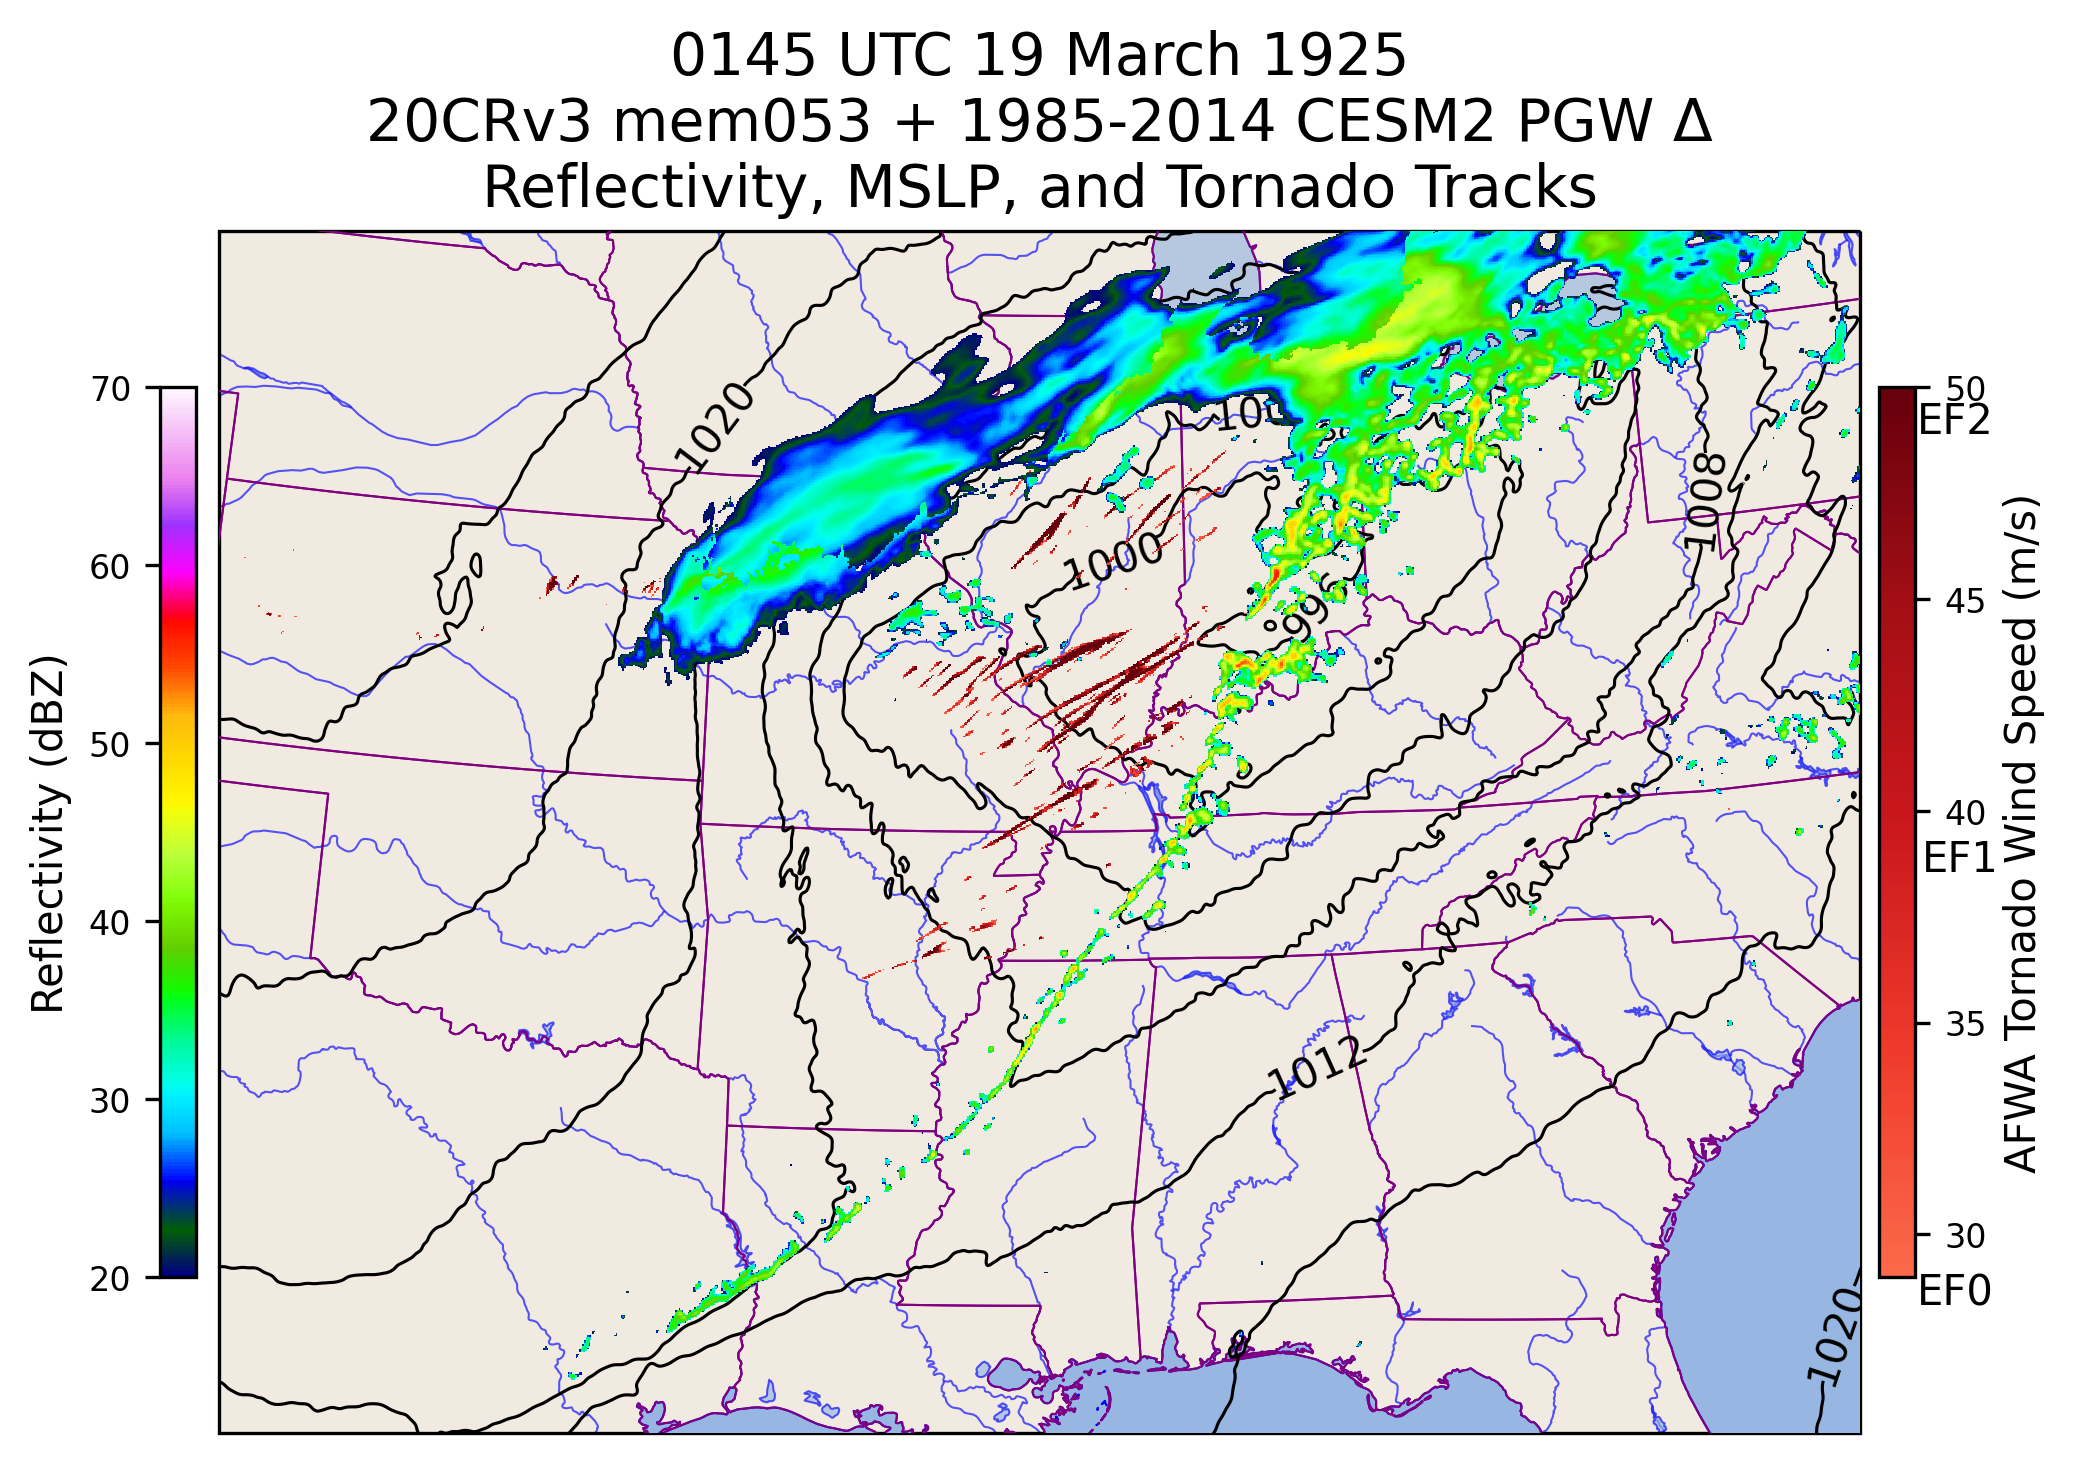 0145 UTC 19 March 1925
20CRv3 mem053 + 1985-2014 CESM2 PGW Δ
Reflectivity, MSLP, and Tornado Tracks
70
60
50
40
30
20
Reflectivity (dBZ)
1020
1008
1000
996
1012
1020
50
EF2
45
40
EF1
35
30
EF0
AFWA Tornado Wind Speed (m/s)